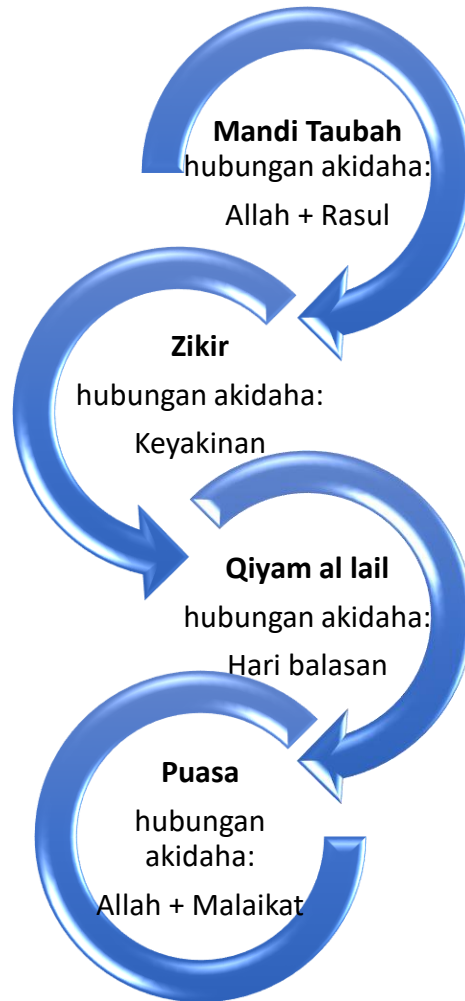 Mandi Taubah
hubungan akidaha:
Allah + Rasul
Zikir
hubungan akidaha:
Keyakinan
Qiyam al lail
hubungan akidaha:
Hari balasan
Puasa
hubungan
akidaha:
Allah + Malaikat